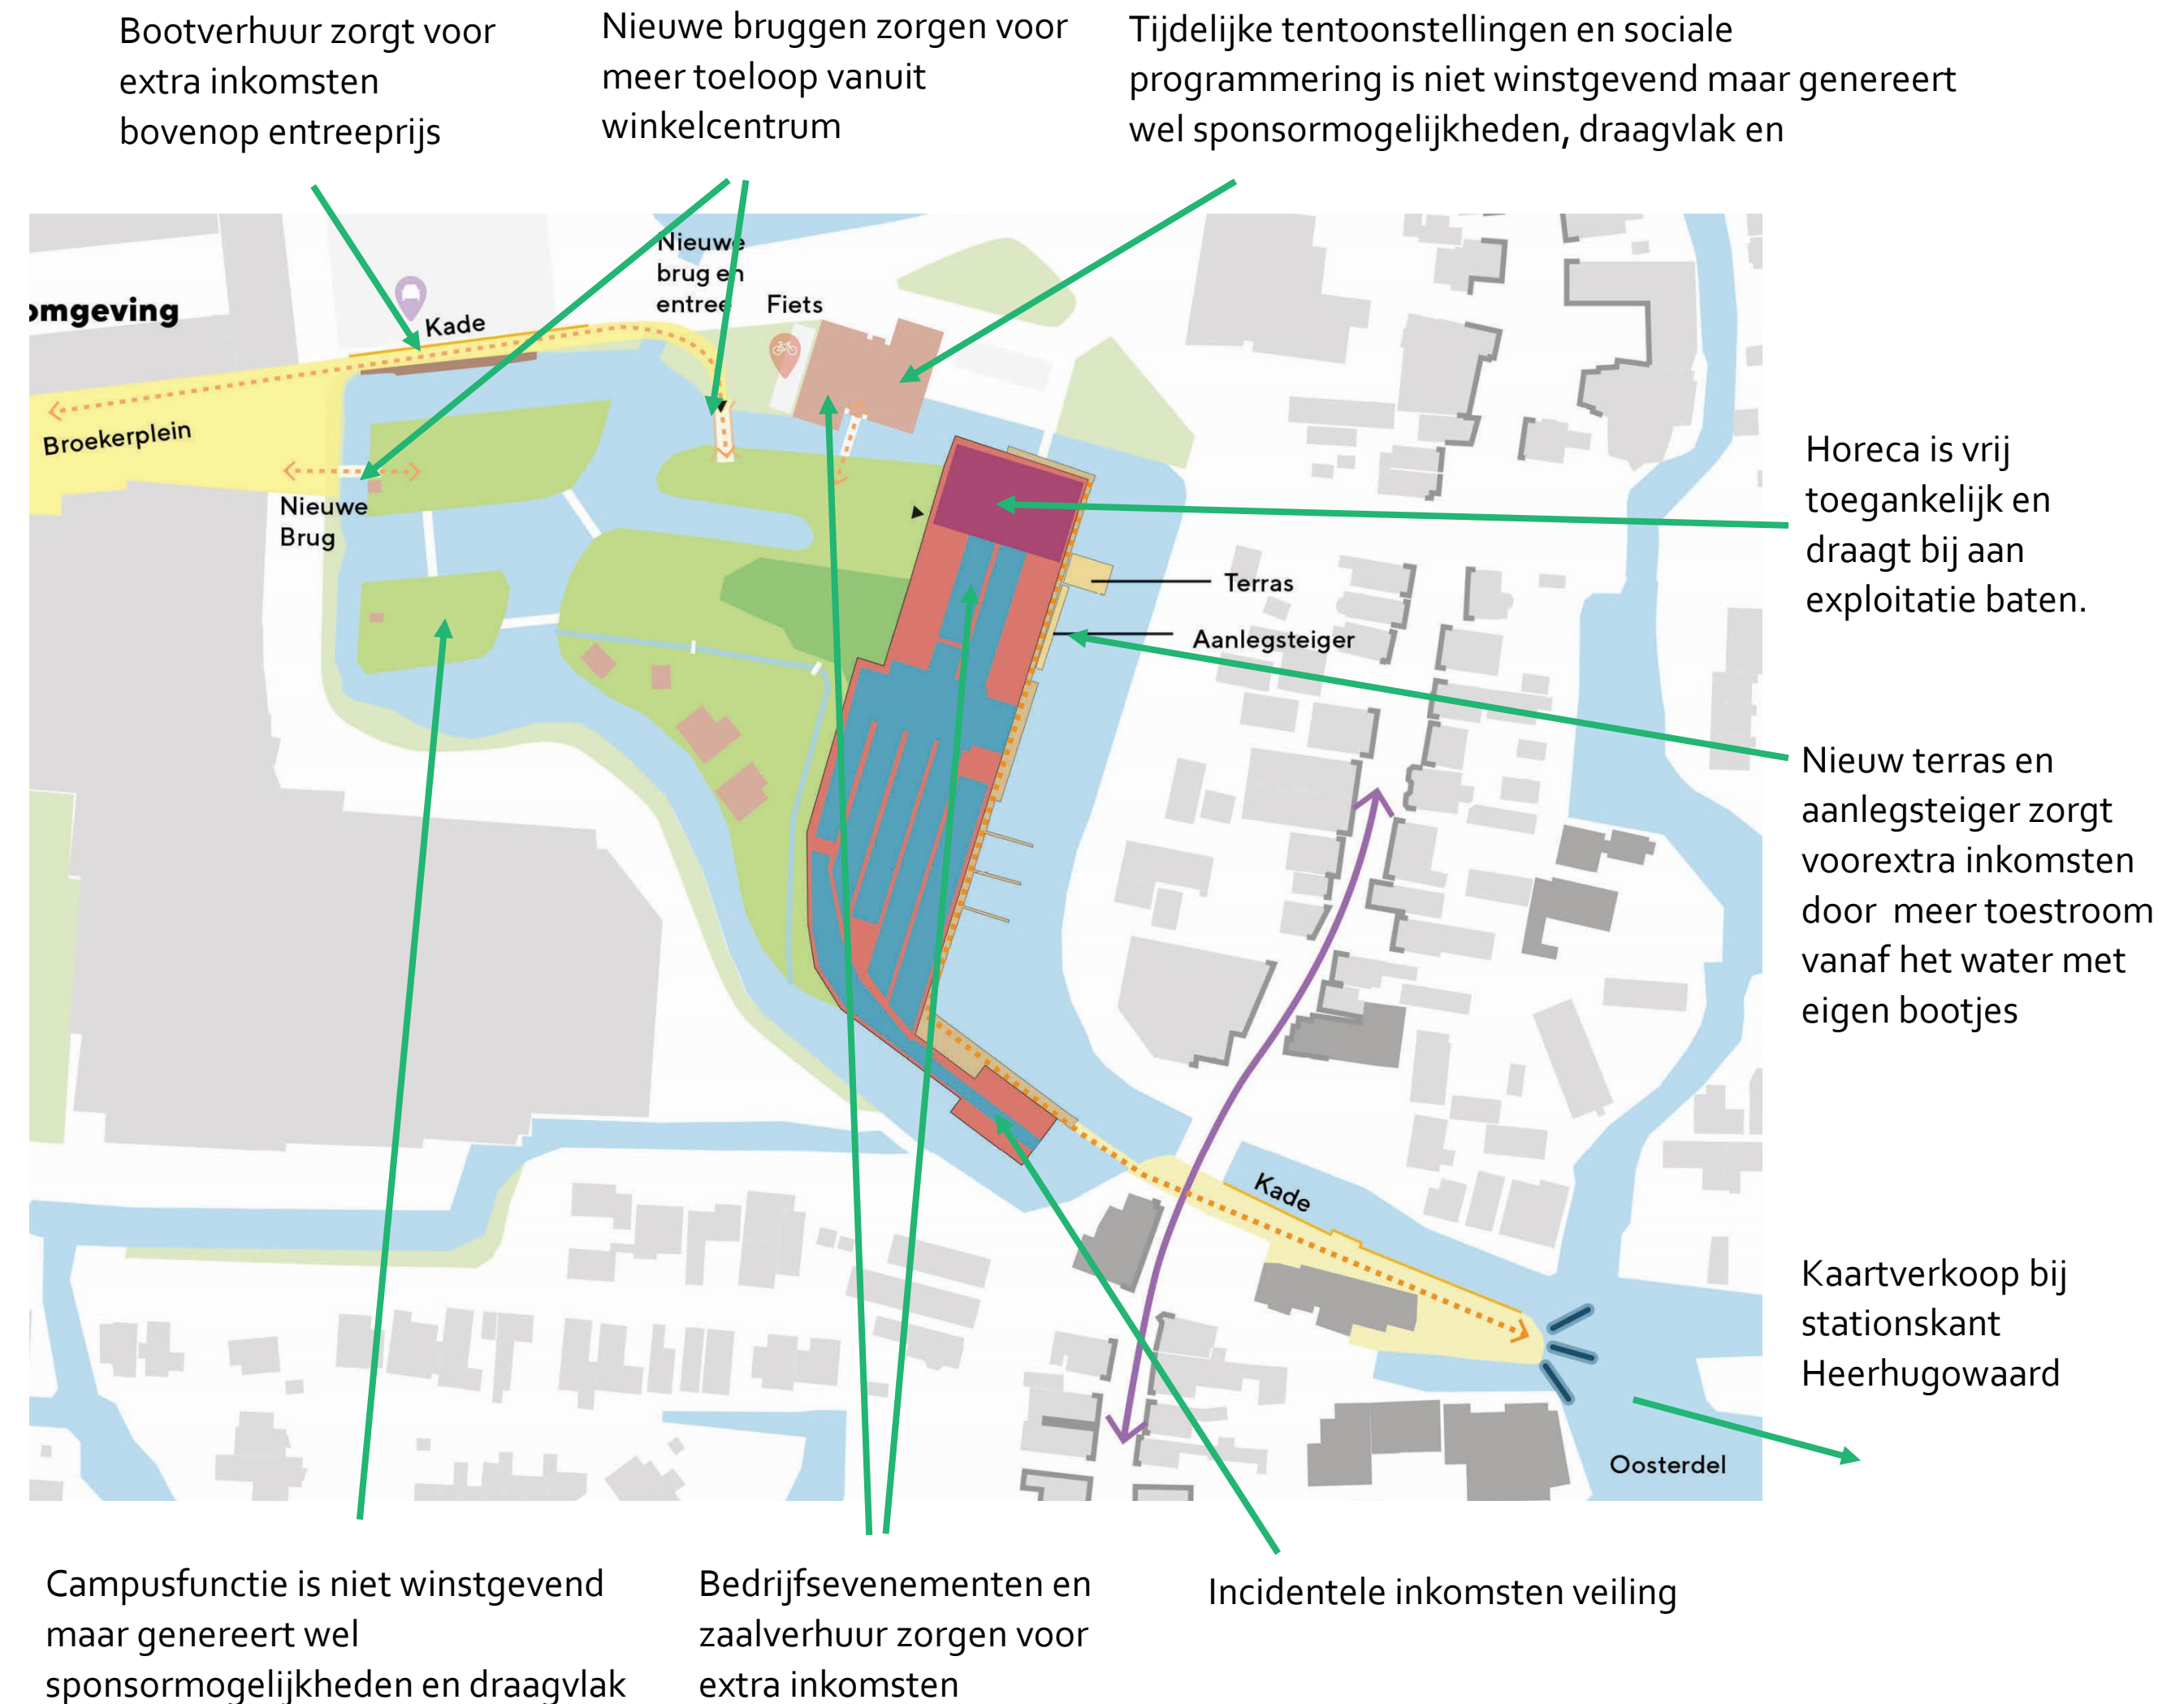 Bootverhuur zorgt voor
extra inkomsten
bovenop entreeprijs
Nieuwe bruggen zorgen voor
meer toeloop vanuit
winkelcentrum
Tijdelijke tentoonstellingen en sociale
programmering is niet winstgevend maar genereert
wel sponsormogelijkheden, draagvlak en
omgeving
Kade
Nieuwe
brug en
entree
Fiets
Broekerplein
Nieuwe
Brug
Terras
Aanlegsteiger
Horeca is vrij
toegankelijk en
draagt bij aan
exploitatie baten.
Nieuw terras en
aanlegsteiger zorgt
voorextra inkomsten
door meer toestroom
vanaf het water met
eigen bootjes
Kade
Kaartverkoop bij
stationskant
Heerhugowaard
Oosterdel
Campusfunctie is niet winstgevend
maar genereert wel
sponsormogelijkheden en draagvlak
Bedrijfsevenementen en
zaalverhuur zorgen voor
extra inkomsten
Incidentele inkomsten veiling